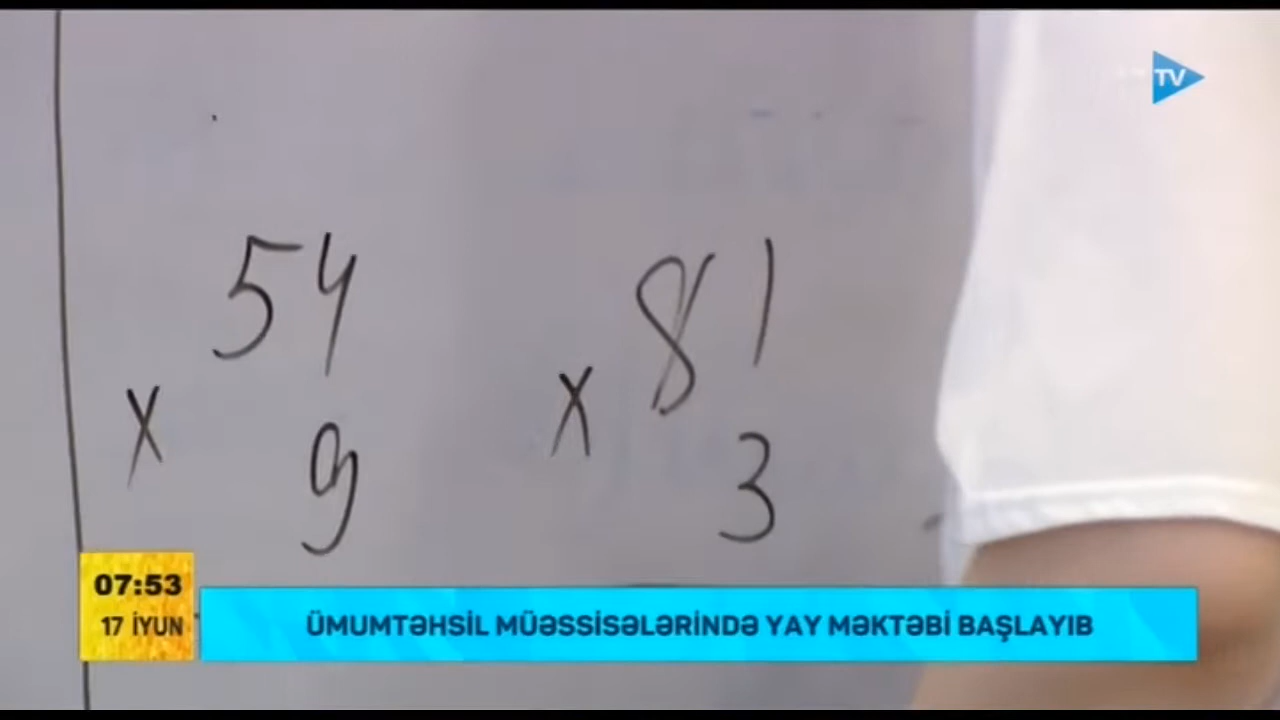 TV
54
x
9
81
x
3
07:53
17 İYUN
ÜMUMTƏHSİL MÜƏSSİSƏLƏRİNDƏ YAY MƏKTƏBİ BAŞLAYIB